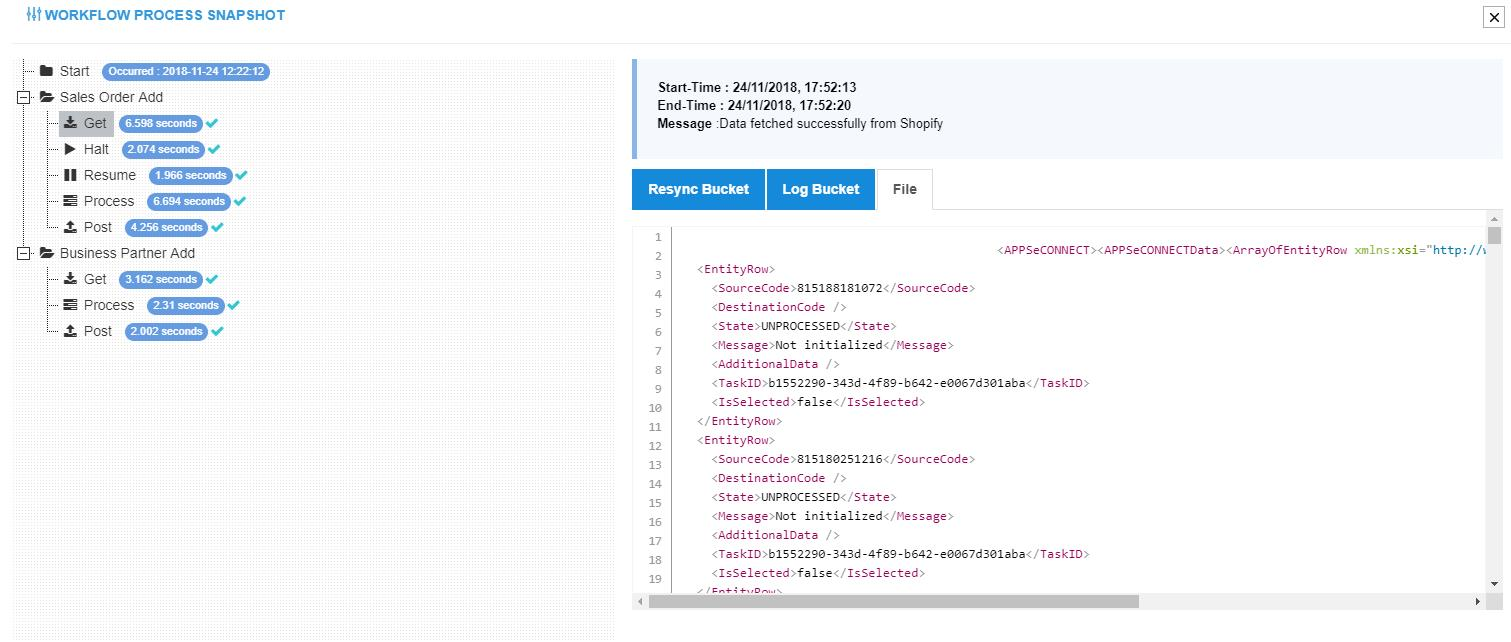 WORKFLOW PROCESS SNAPSHOT
Start Occurred : 2018-11-24 12:22:12
Sales Order Add
Get 6.598 seconds
Halt 2.074 seconds
Resume 1.966 seconds
Process 6.694 seconds
Post 4.256 seconds
Business Partner Add
Get 3.162 seconds
Process 2.31 seconds
Post 2.002 seconds
Start-Time : 24/11/2018, 17:52:13
End-Time : 24/11/2018, 17:52:20
Message :Data fetched successfully from Shopify
Resync Bucket Log Bucket File
1
2 <APPSeCONNECT><APPSeCONNECTData><ArrayOfEntityRow xmlns:xsi="http://w
3 <EntityRow>
4 <SourceCode>815188181072</SourceCode>
5 <DestinationCode />
6 <State>UNPROCESSED</State>
7 <Message>Not initialized</Message>
8 <AdditionalData />
9 <TaskID>b1552290-343d-4f89-b642-e0067d301aba</TaskID>
10 <IsSelected>false</IsSelected>
11 </EntityRow>
12 <EntityRow>
13 <SourceCode>815180251216</SourceCode>
14 <DestinationCode />
15 <State>UNPROCESSED</State>
16 <Message>Not initialized</Message>
17 <AdditionalData />
18 <TaskID>b1552290-343d-4f89-b642-e0067d301aba</TaskID>
19 <IsSelected>false</IsSelected>
</EntityRow>